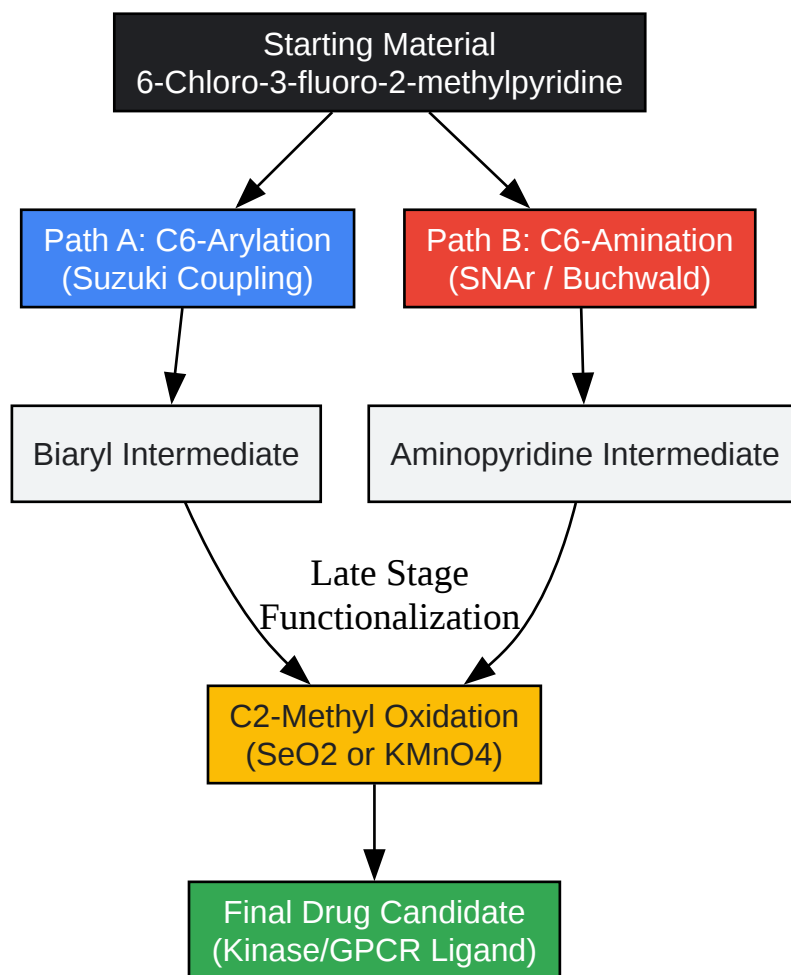 Starting Material
6-Chloro-3-fluoro-2-methylpyridine
Path A: C6-Arylation
(Suzuki Coupling)
Path B: C6-Amination
(SNAr / Buchwald)
Biaryl Intermediate
Aminopyridine Intermediate
Late Stage
Functionalization
C2-Methyl Oxidation
(SeO2 or KMnO4)
Final Drug Candidate
(Kinase/GPCR Ligand)